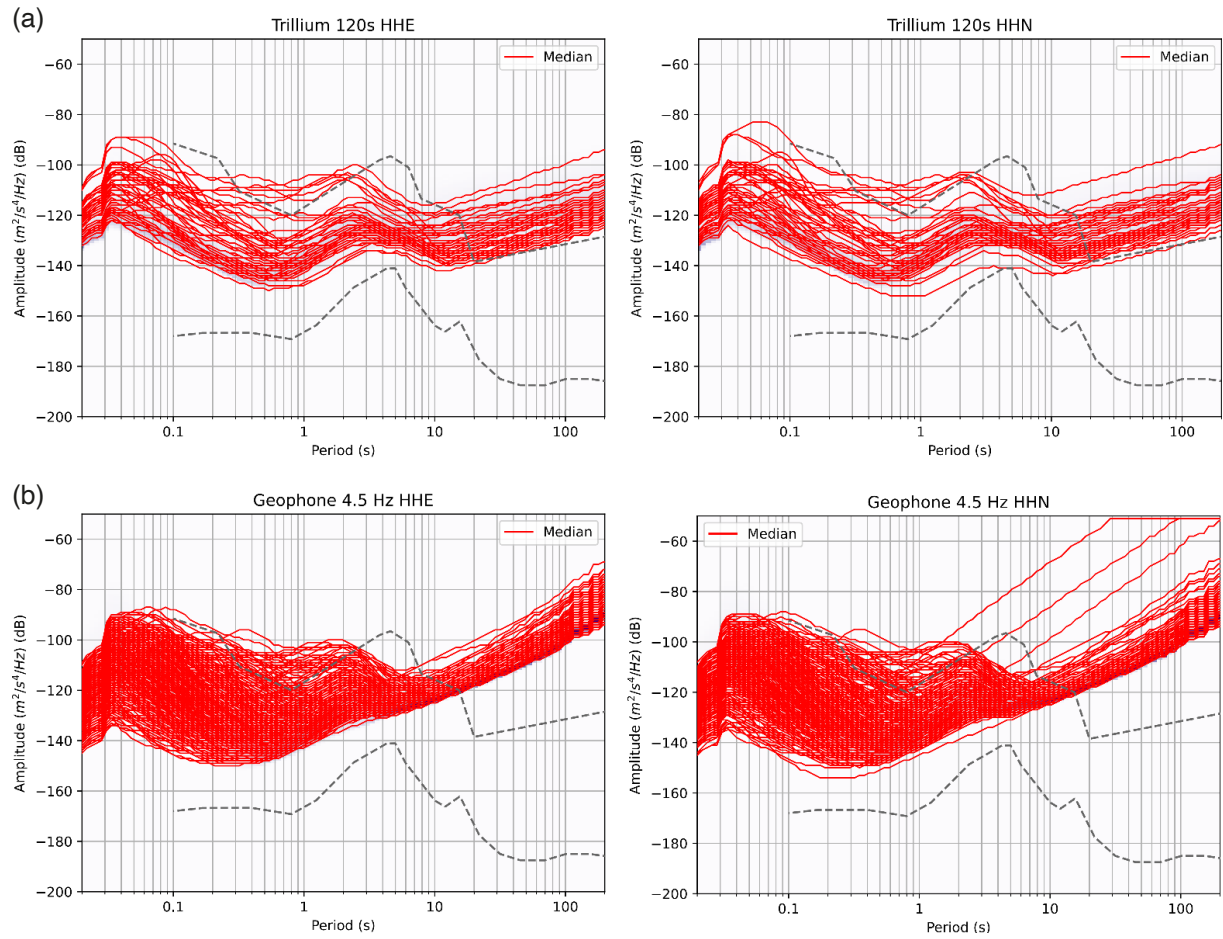 (a)
Trillium 120s HHE
Median
Amplitude (m²/s⁴/Hz) (dB)
−60
−80
−100
−120
−140
−160
−180
−200
0.1 1 10 100
Period (s)
Trillium 120s HHN
Median
Amplitude (m²/s⁴/Hz) (dB)
−60
−80
−100
−120
−140
−160
−180
−200
0.1 1 10 100
Period (s)
(b)
Geophone 4.5 Hz HHE
Median
Amplitude (m²/s⁴/Hz) (dB)
−60
−80
−100
−120
−140
−160
−180
−200
0.1 1 10 100
Period (s)
Geophone 4.5 Hz HHN
Median
Amplitude (m²/s⁴/Hz) (dB)
−60
−80
−100
−120
−140
−160
−180
−200
0.1 1 10 100
Period (s)